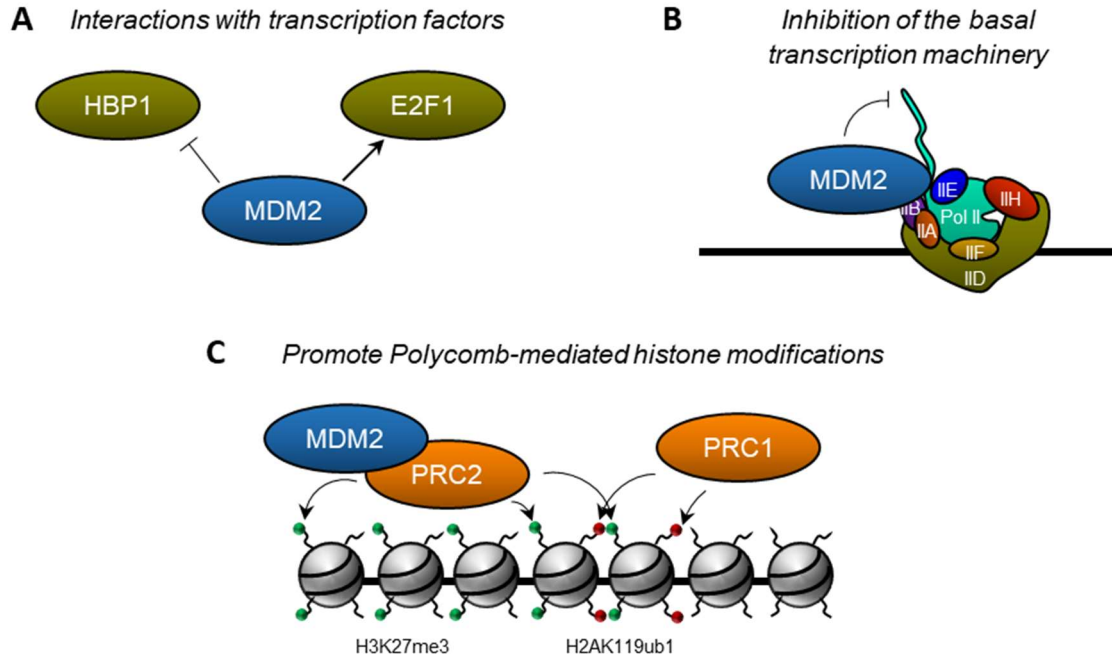 A Interactions with transcription factors
HBP1
E2F1
MDM2
B Inhibition of the basal
transcription machinery
MDM2
IIE
IIH
IIB
Pol II
IIA
IIF
IID
C Promote Polycomb-mediated histone modifications
MDM2
PRC2
PRC1
H3K27me3
H2AK119ub1